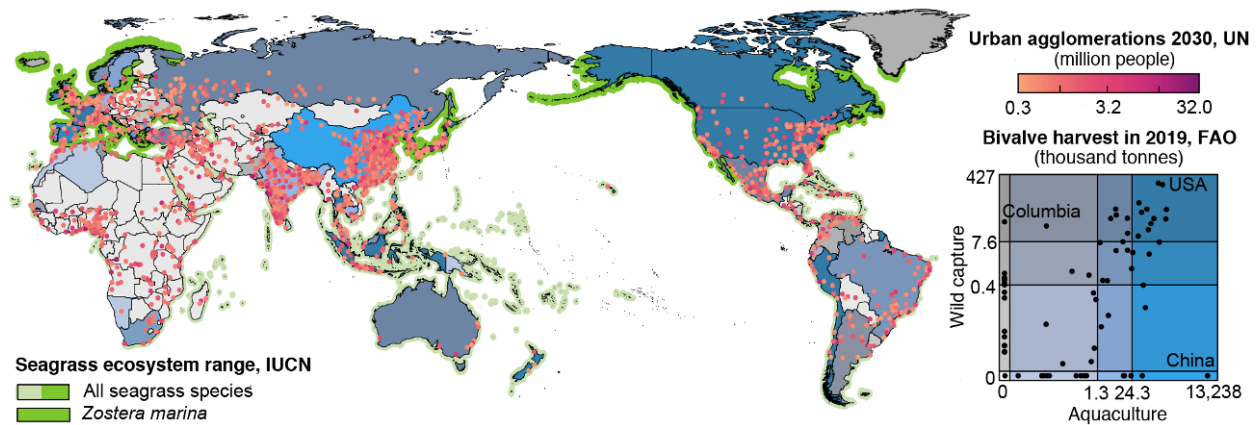 Urban agglomerations 2030, UN
(million people)
0.3 3.2 32.0
Bivalve harvest in 2019, FAO
(thousand tonnes)
427
7.6
0.4
0
Wild capture
USA
Columbia
China
0 1.3 24.3 13,238
Aquaculture
Seagrass ecosystem range, IUCN
All seagrass species
Zostera marina